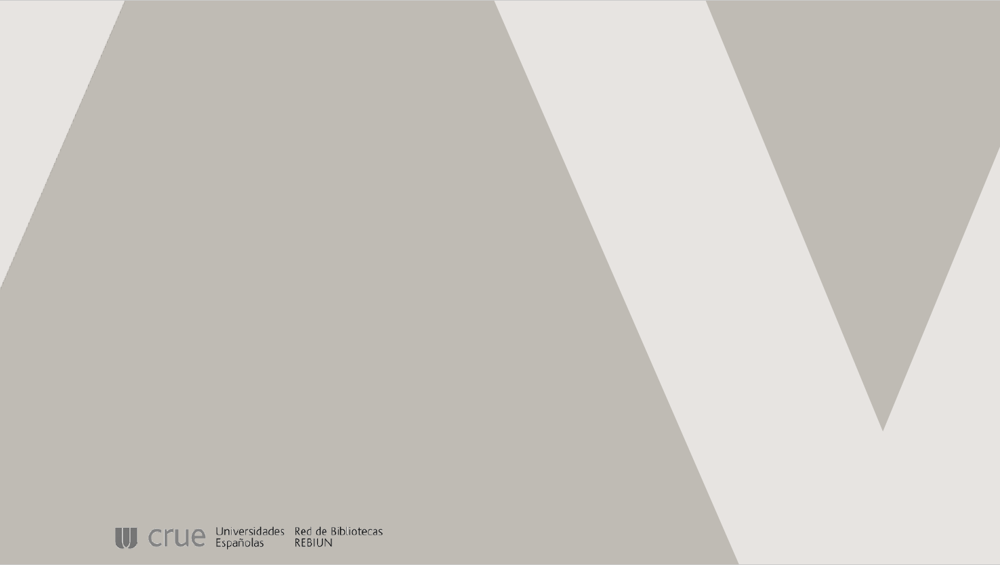 crue
Universidades
Españolas
Red de Bibliotecas
REBIUN